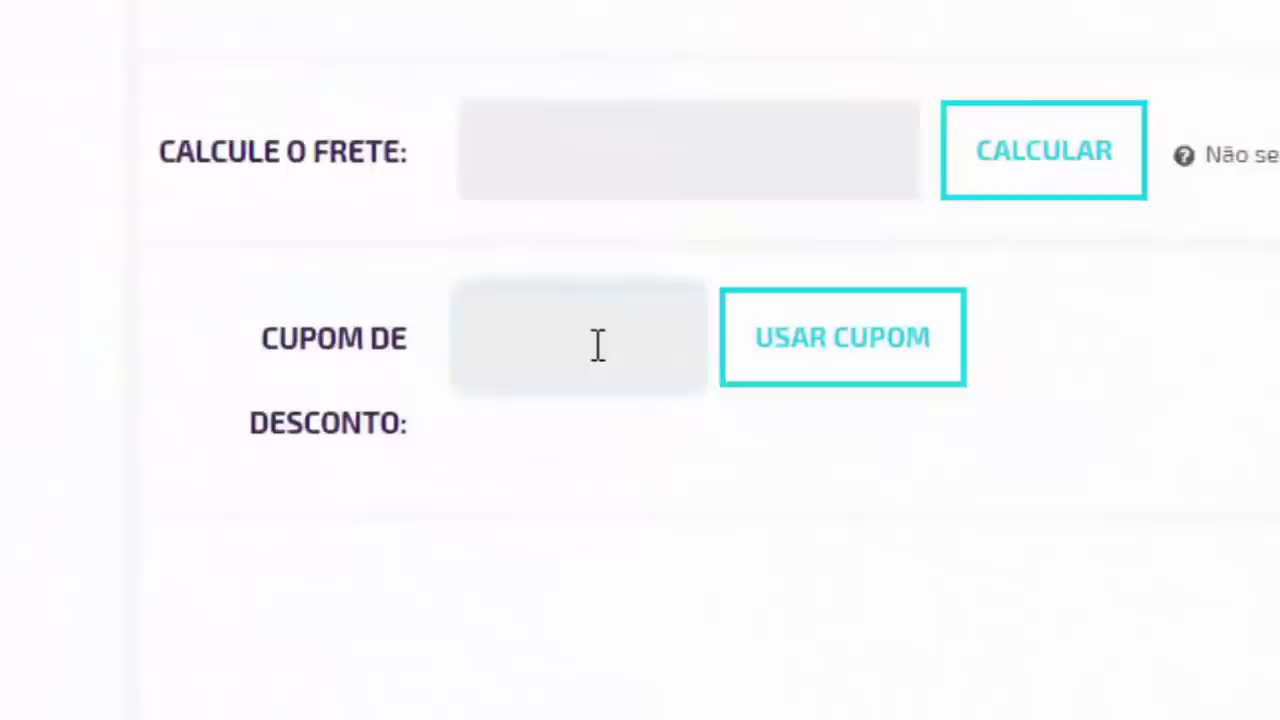 CALCULE O FRETE:
CALCULAR
Não se
CUPOM DE
USAR CUPOM
DESCONTO: